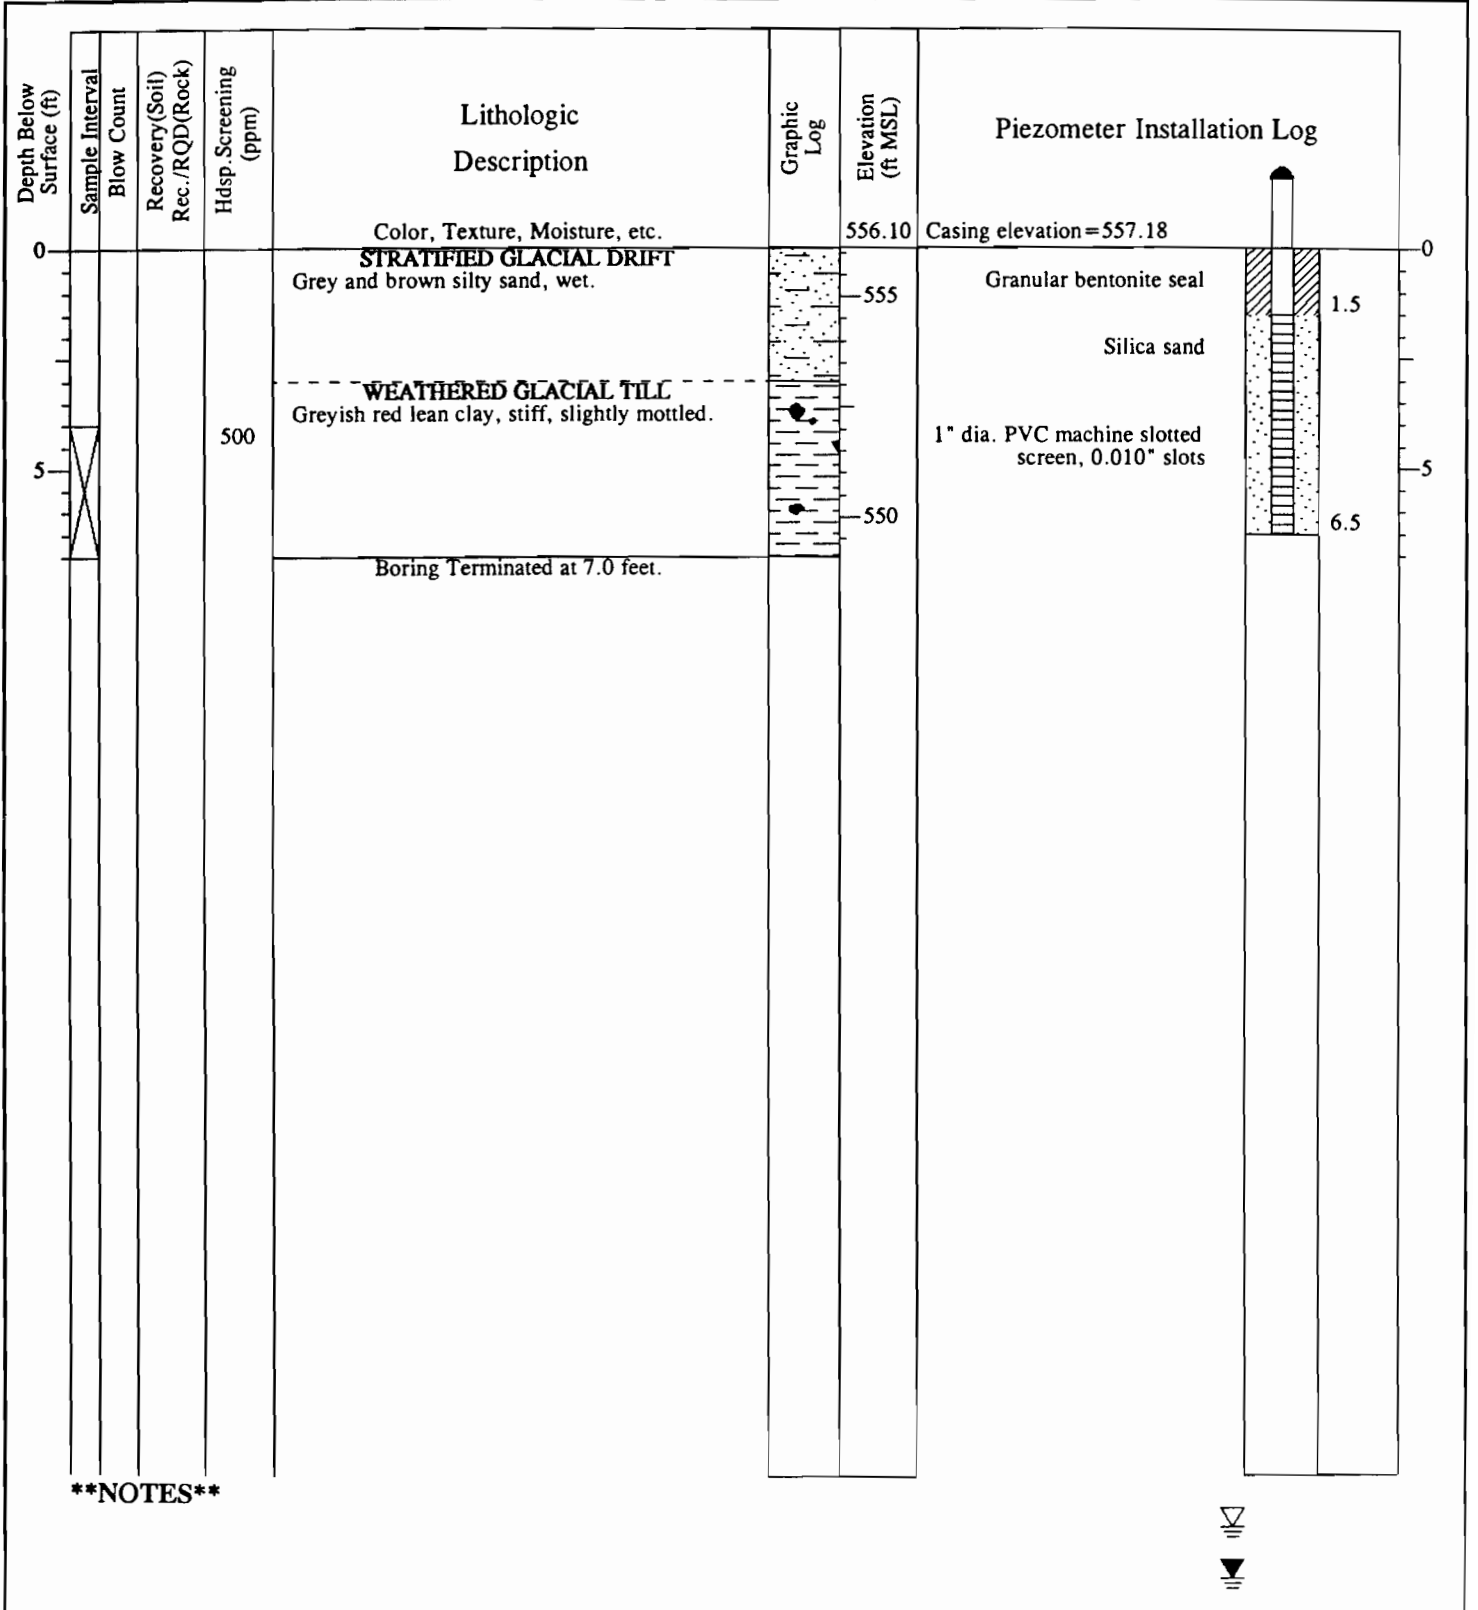 Depth Below
Surface (ft)
Sample Interval
Blow Count
Recovery(Soil)
Rec./RQD(Rock)
Hdsp.Screening
(ppm)
Lithologic
Description
Color, Texture, Moisture, etc.
Graphic
Log
Elevation
(ft MSL)
Piezometer Installation Log
556.10
Casing elevation=557.18
0
0
STRATIFIED GLACIAL DRIFT
Grey and brown silty sand, wet.
555
Granular bentonite seal
1.5
Silica sand
WEATHERED GLACIAL TILL
Greyish red lean clay, stiff, slightly mottled.
500
1" dia. PVC machine slotted
screen, 0.010" slots
5
5
550
6.5
Boring Terminated at 7.0 feet.
**NOTES**